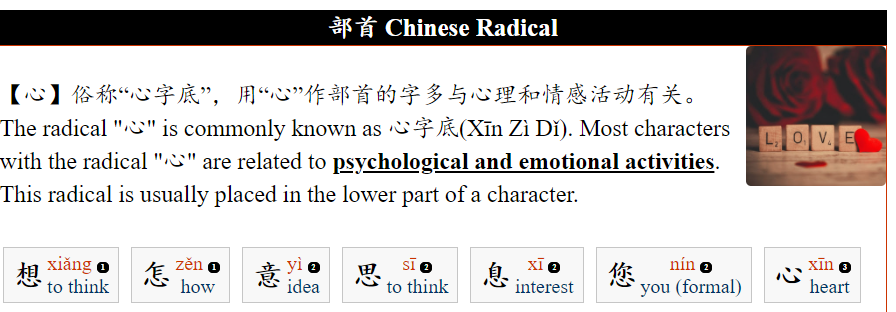 部首 Chinese Radical
【心】俗称“心字底”，用“心”作部首的字多与心理和情感活动有关。
The radical "心" is commonly known as 心字底(Xīn Zì Dǐ). Most characters
with the radical "心" are related to psychological and emotional activities.
This radical is usually placed in the lower part of a character.
L2 O1 V4 E
想 xiǎng 1 to think
怎 zěn 1 how
意 yì 2 idea
思 sī 2 to think
息 xī 2 interest
您 nín 2 you (formal)
心 xīn 3 heart